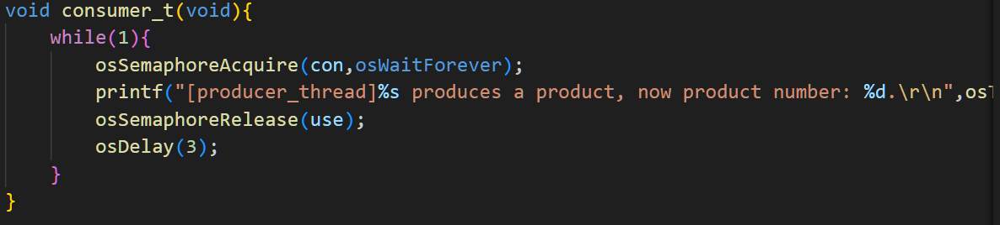 void consumer_t(void){
while(1){
osSemaphoreAcquire(con,osWaitForever);
printf("[producer_thread]%s produces a product, now product number: %d.\r\n",os
osSemaphoreRelease(use);
osDelay(3);
}
}